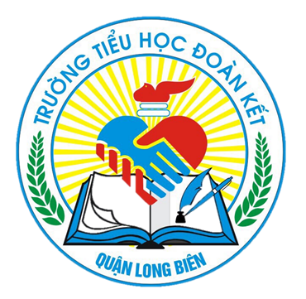 TRƯỜNG TIỂU HỌC ĐOÀN KẾT
QUẬN LONG BIÊN